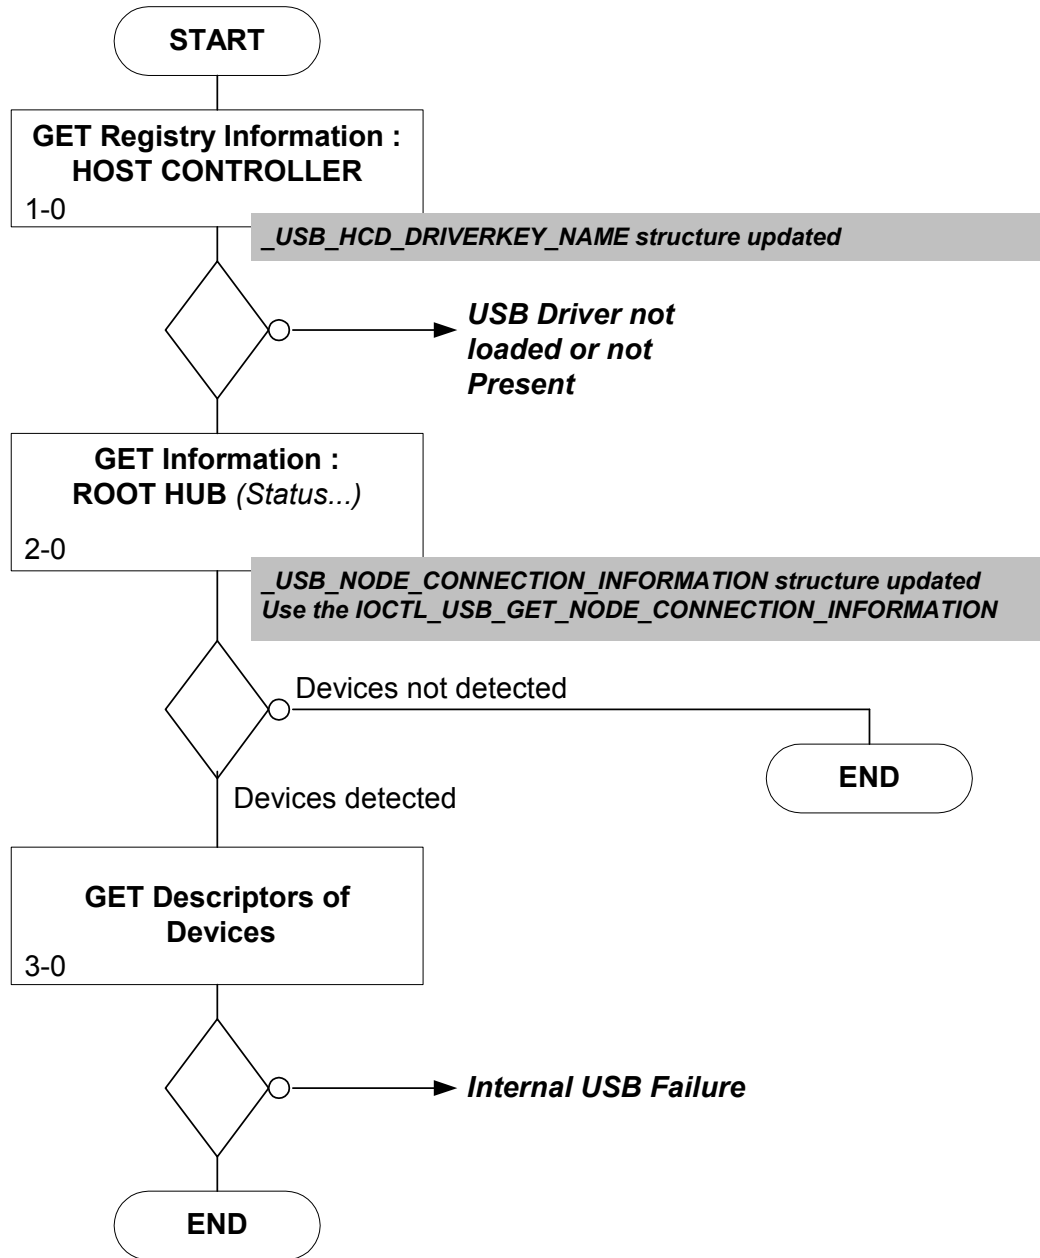 START
GET Registry Information :
HOST CONTROLLER
1-0
_USB_HCD_DRIVERKEY_NAME structure updated
USB Driver not
loaded or not
Present
GET Information :
ROOT HUB (Status...)
2-0
_USB_NODE_CONNECTION_INFORMATION structure updated
Use the IOCTL_USB_GET_NODE_CONNECTION_INFORMATION
Devices not detected
END
Devices detected
GET Descriptors of
Devices
3-0
Internal USB Failure
END